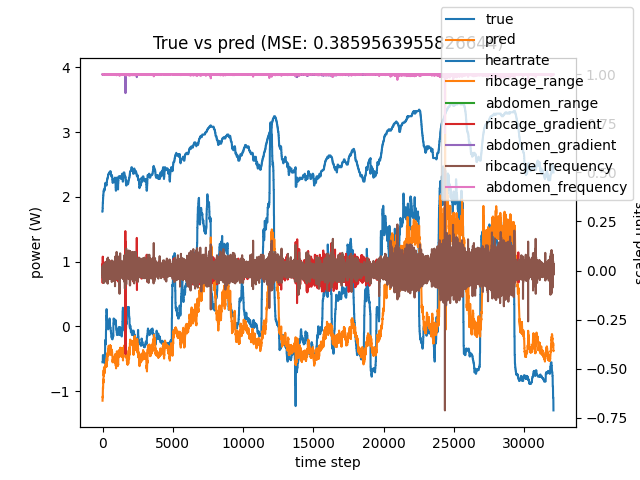 True vs pred (MSE: 0.3859563955826644)
true
pred
heartrate
ribcage_range
abdomen_range
ribcage_gradient
abdomen_gradient
ribcage_frequency
abdomen_frequency
power (W)
4
3
2
1
0
−1
1.00
0.75
0.50
0.25
0.00
−0.25
−0.50
−0.75
scaled units
0
5000
10000
15000
20000
25000
30000
time step